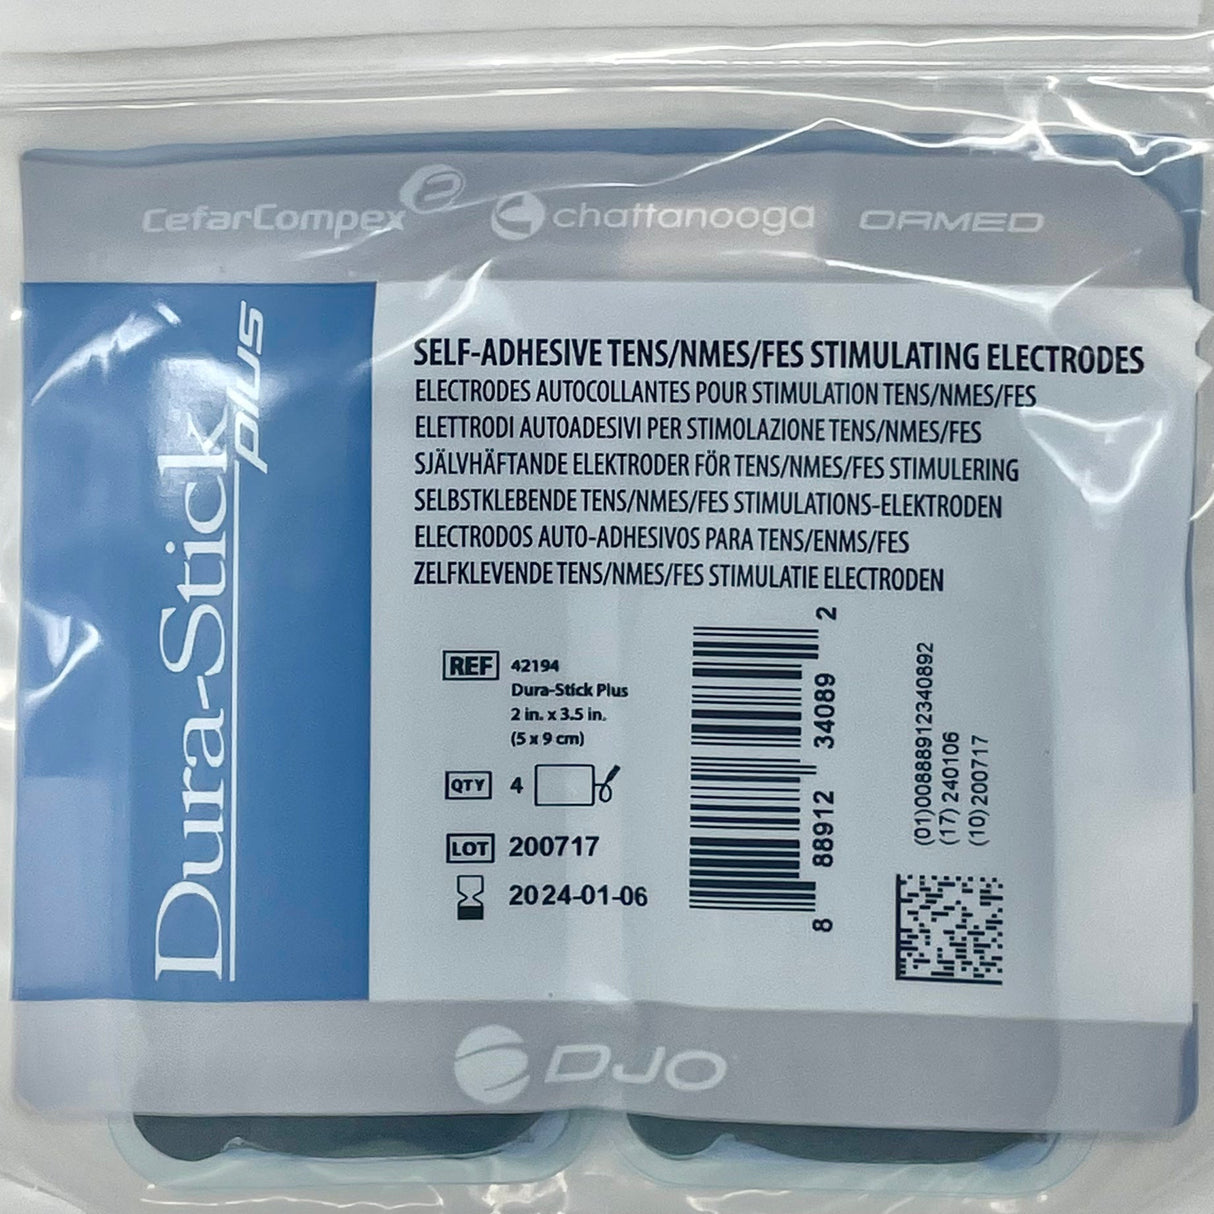 CefarCompex
chattanooga
ORMED
Dura-Stick
plus
SELF-ADHESIVE TENS/NMES/FES STIMULATING ELECTRODES
ELECTRODES AUTOCOLLANTES POUR STIMULATION TENS/NMES/FES
ELETTRODI AUTOADESIVI PER STIMOLAZIONE TENS/NMES/FES
SJÄLVHÄFTANDE ELEKTRODER FÖR TENS/NMES/FES STIMULERING
SELBSTKLEBENDE TENS/NMES/FES STIMULATIONS-ELEKTRODEN
ELECTRODOS AUTO-ADHESIVOS PARA TENS/ENMS/FES
ZELFKLEVENDE TENS/NMES/FES STIMULATIE ELECTRODEN
REF 42194
Dura-Stick Plus
2 in. x 3.5 in.
(5 x 9 cm)
QTY 4
LOT 200717
2024-01-06
8 88912 34089 2
(01)00888912340892
(17) 240106
(10)200717
DJO